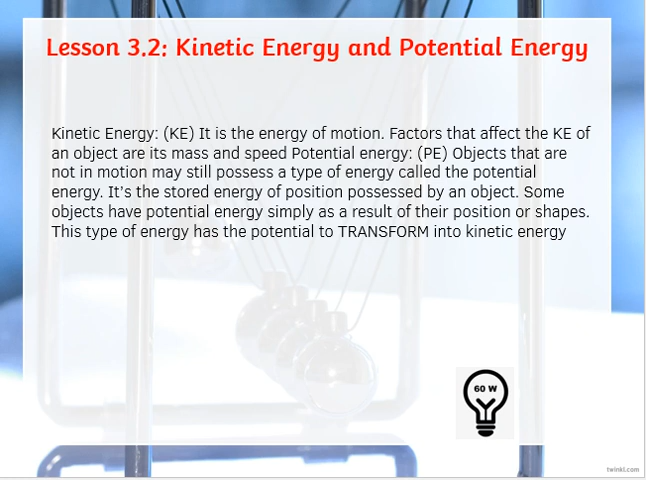 Lesson 3.2: Kinetic Energy and Potential Energy
Kinetic Energy: (KE) It is the energy of motion. Factors that affect the KE of
an object are its mass and speed Potential energy: (PE) Objects that are
not in motion may still possess a type of energy called the potential
energy. It’s the stored energy of position possessed by an object. Some
objects have potential energy simply as a result of their position or shapes.
This type of energy has the potential to TRANSFORM into kinetic energy
60 W
twinkl.com